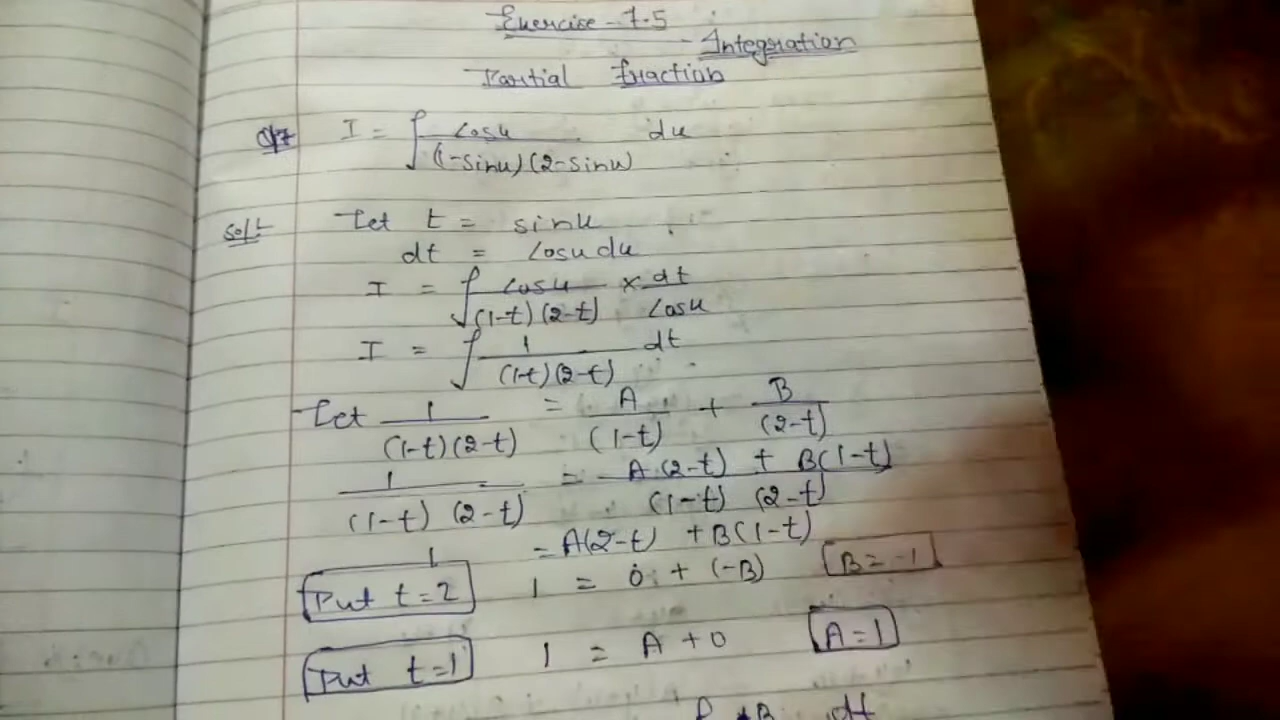 Exercise - 7.5
- Integration
Partial fraction
Q17 I = ∫ cosx / (1-sinx)(2-sinx) dx
Sol: Let t = sinx
dt = cosx dx
I = ∫ cosx / (1-t)(2-t) × dt / cosx
I = ∫ 1 / (1-t)(2-t) dt
Let 1 / (1-t)(2-t) = A / (1-t) + B / (2-t)
1 / (1-t)(2-t) = A(2-t) + B(1-t) / (1-t)(2-t)
1 = A(2-t) + B(1-t)
Put t=2 1 = 0 + (-B) B = -1
Put t=1 1 = A + 0 A = 1
B dt